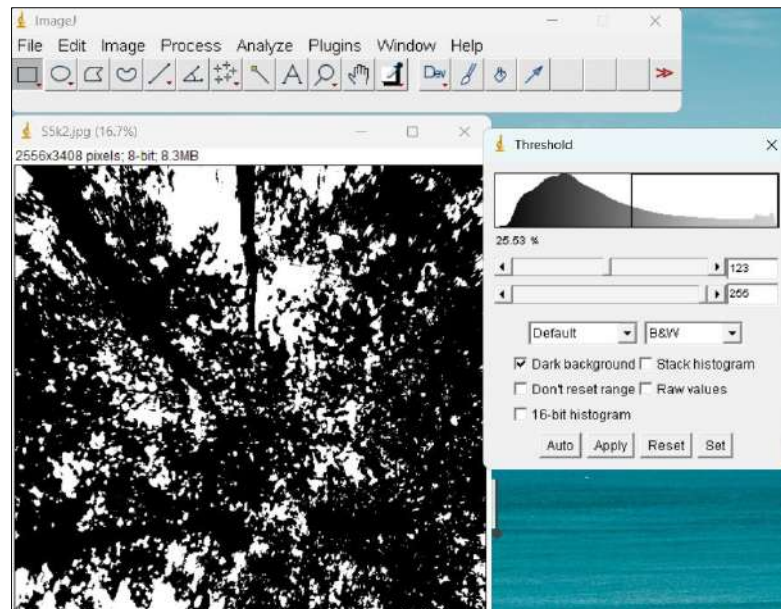 ImageJ
File Edit Image Process Analyze Plugins Window Help
A Dev >>
S5k2.jpg (16.7%)
2556x3408 pixels; 8-bit; 8.3MB
Threshold
25.53 %
123
255
Default B&W
Dark background Stack histogram
Don't reset range Raw values
16-bit histogram
Auto Apply Reset Set